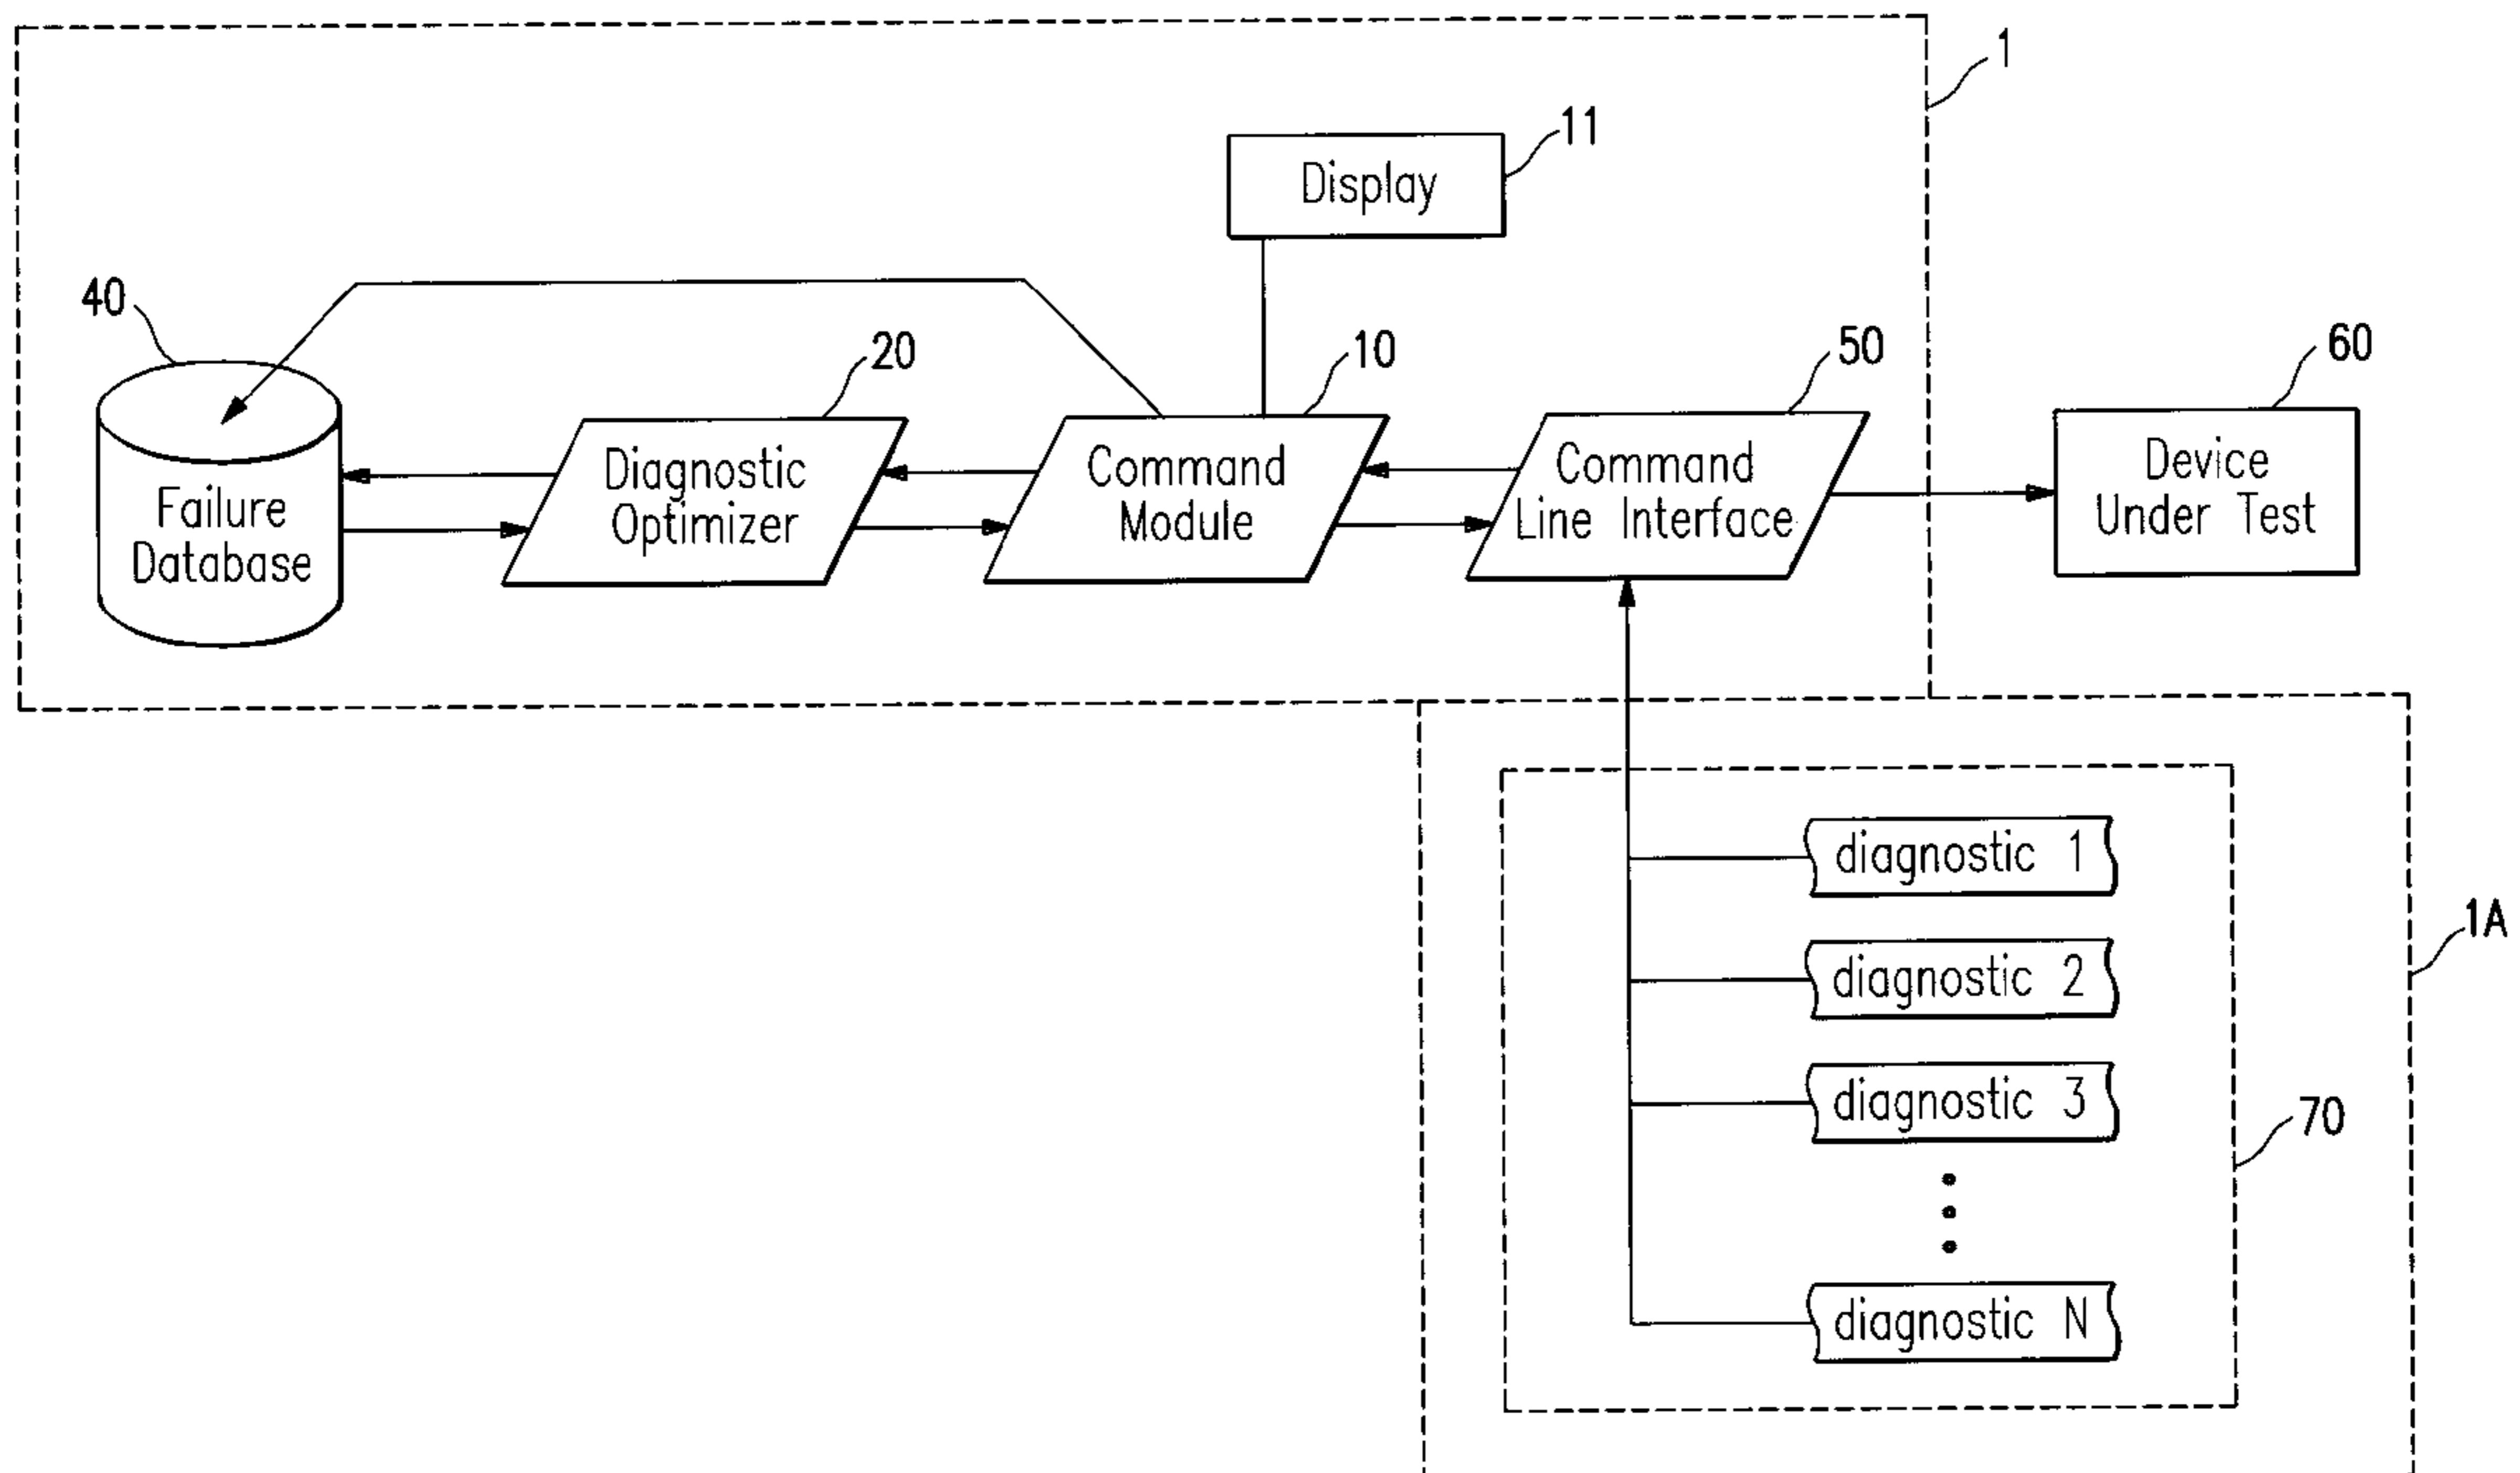 1
11
Display
40
20
10
50
60
Failure
Database
Diagnostic
Optimizer
Command
Module
Command
Line Interface
Device
Under Test
diagnostic 1
1A
diagnostic 2
diagnostic 3
70
diagnostic N